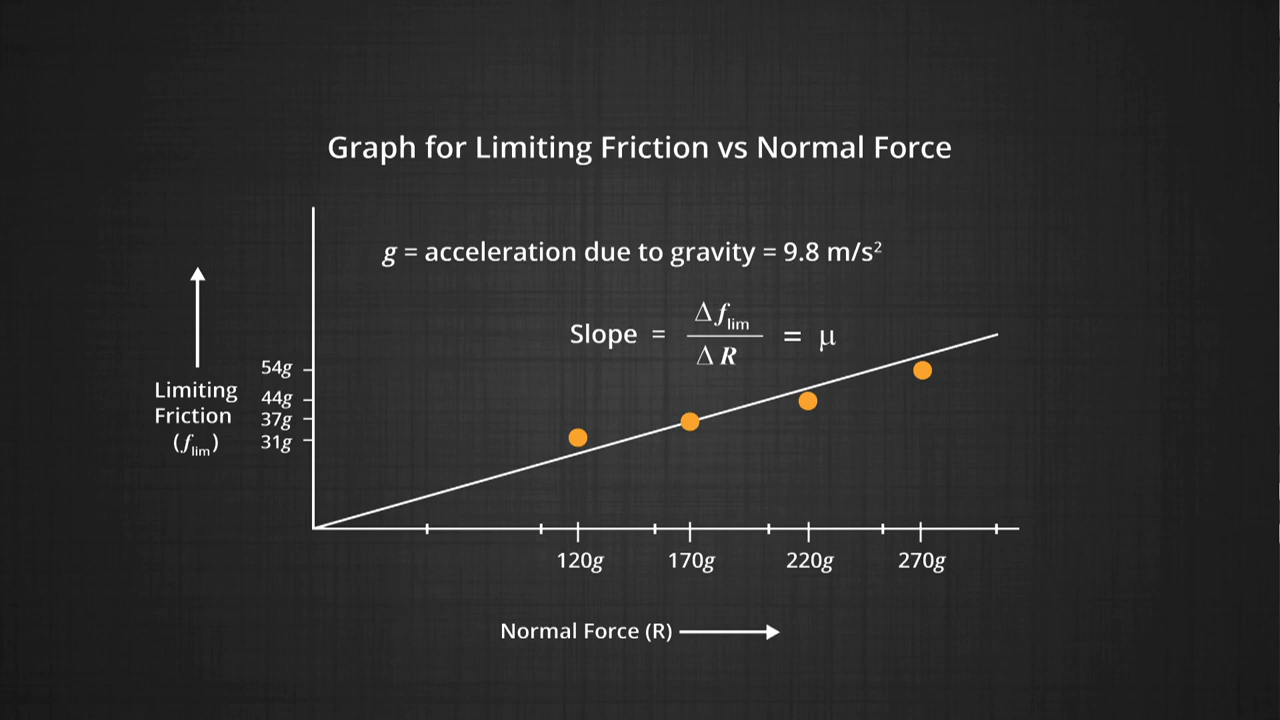 Graph for Limiting Friction vs Normal Force
g = acceleration due to gravity = 9.8 m/s²
Slope = Δf_lim / ΔR = μ
54g
44g
37g
31g
Limiting
Friction
(f_lim)
120g 170g 220g 270g
Normal Force (R)